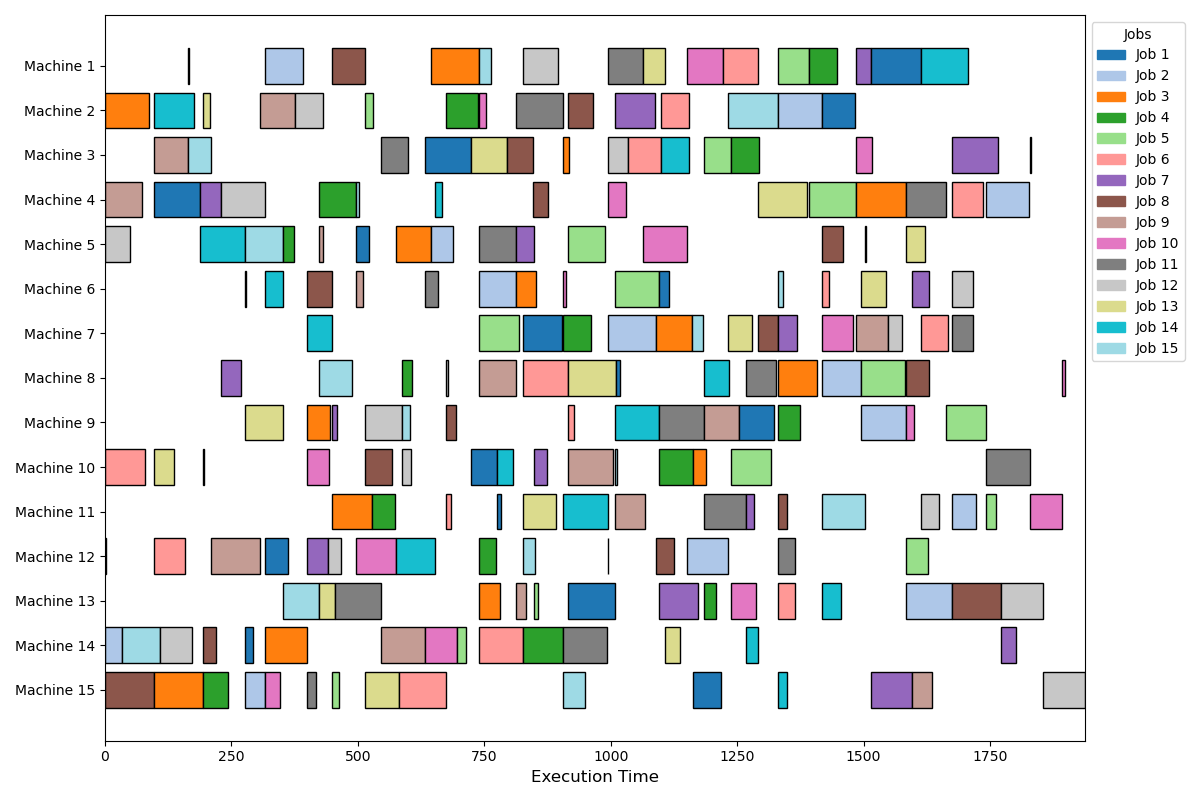 Machine 1
Machine 2
Machine 3
Machine 4
Machine 5
Machine 6
Machine 7
Machine 8
Machine 9
Machine 10
Machine 11
Machine 12
Machine 13
Machine 14
Machine 15
0 250 500 750 1000 1250 1500 1750
Execution Time
Jobs
Job 1
Job 2
Job 3
Job 4
Job 5
Job 6
Job 7
Job 8
Job 9
Job 10
Job 11
Job 12
Job 13
Job 14
Job 15